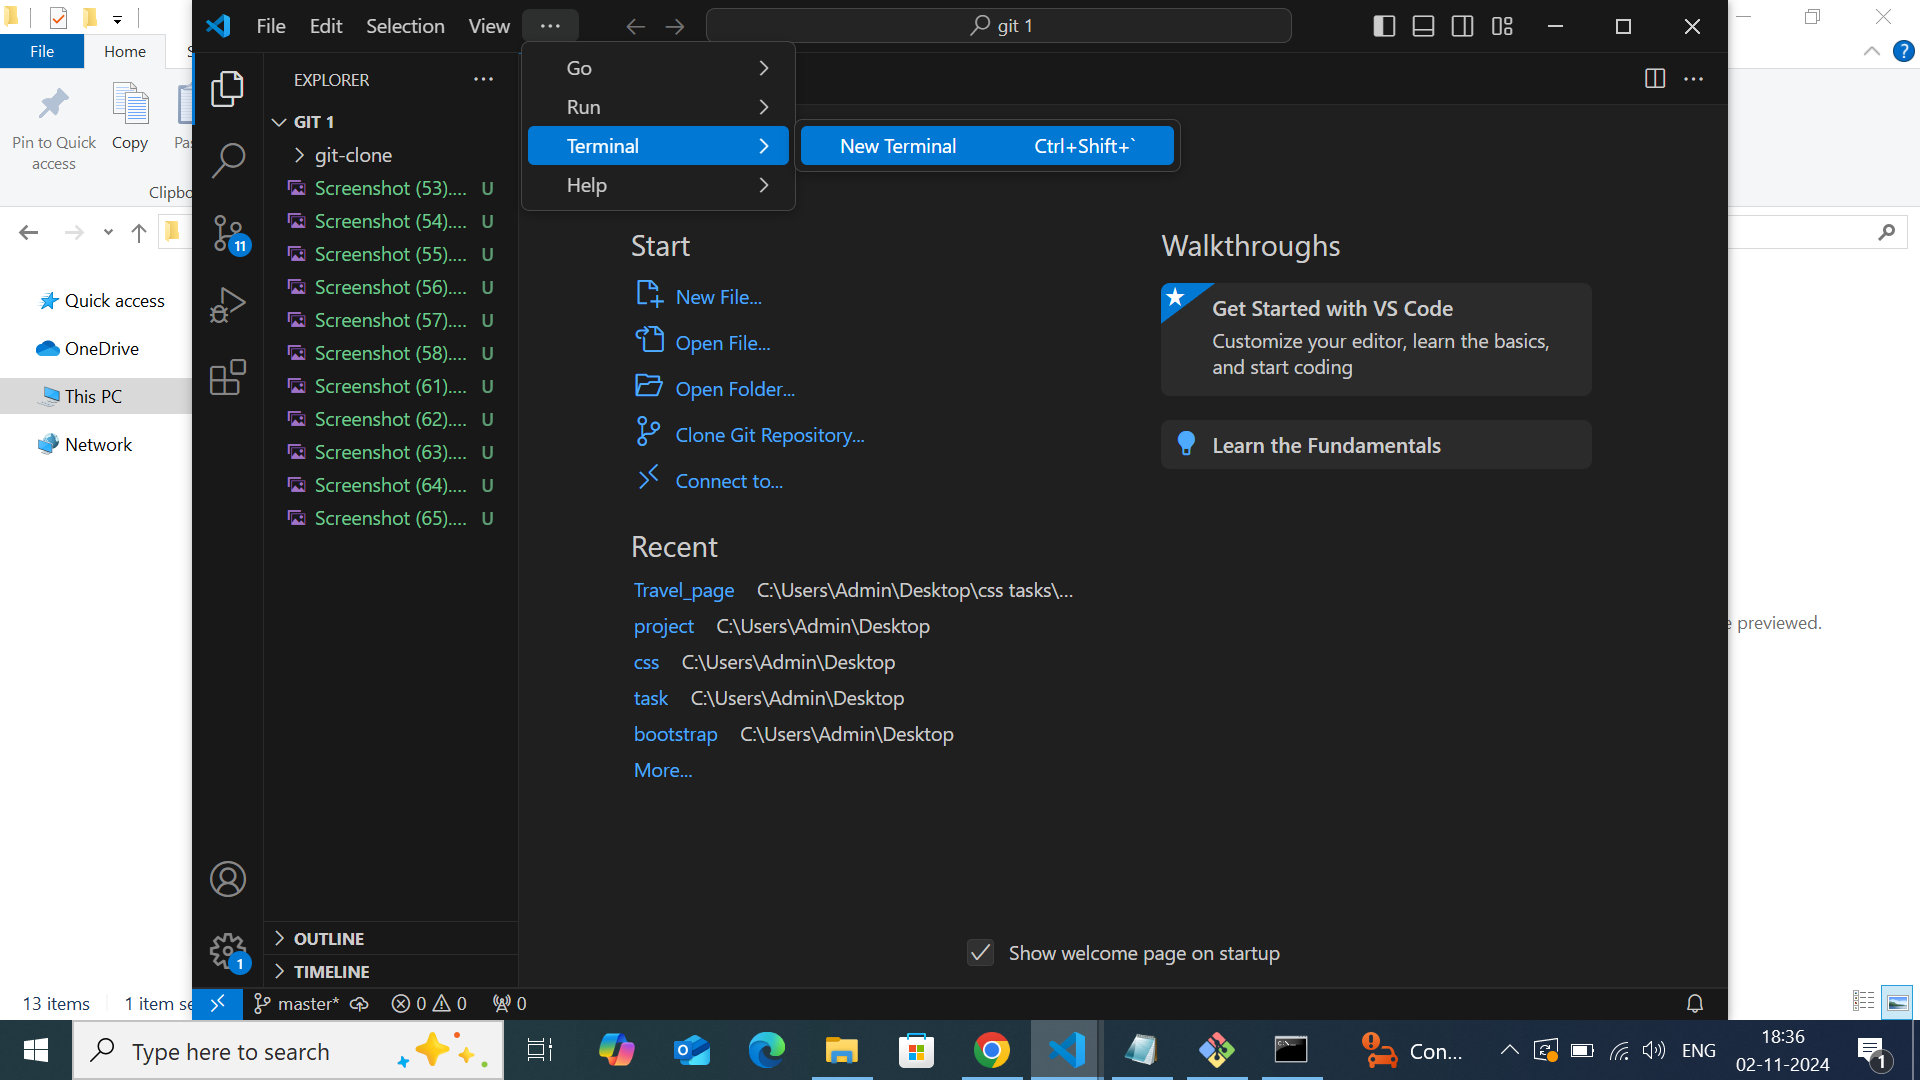 File
Home
Pin to Quick
access
Copy
Clipbo
Quick access
OneDrive
This PC
Network
13 items
1 item se
File Edit Selection View ...
git 1
Go
Run
Terminal
Help
New Terminal Ctrl+Shift+`
EXPLORER
GIT 1
git-clone
Screenshot (53).... U
Screenshot (54).... U
Screenshot (55).... U
Screenshot (56).... U
Screenshot (57).... U
Screenshot (58).... U
Screenshot (61).... U
Screenshot (62).... U
Screenshot (63).... U
Screenshot (64).... U
Screenshot (65).... U
11
1
OUTLINE
TIMELINE
Start
New File...
Open File...
Open Folder...
Clone Git Repository...
Connect to...
Recent
Travel_page C:\Users\Admin\Desktop\css tasks\...
project C:\Users\Admin\Desktop
css C:\Users\Admin\Desktop
task C:\Users\Admin\Desktop
bootstrap C:\Users\Admin\Desktop
More...
Walkthroughs
Get Started with VS Code
Customize your editor, learn the basics,
and start coding
Learn the Fundamentals
Show welcome page on startup
previewed.
master* 0 0 0
Type here to search
Con...
ENG
18:36
02-11-2024
1